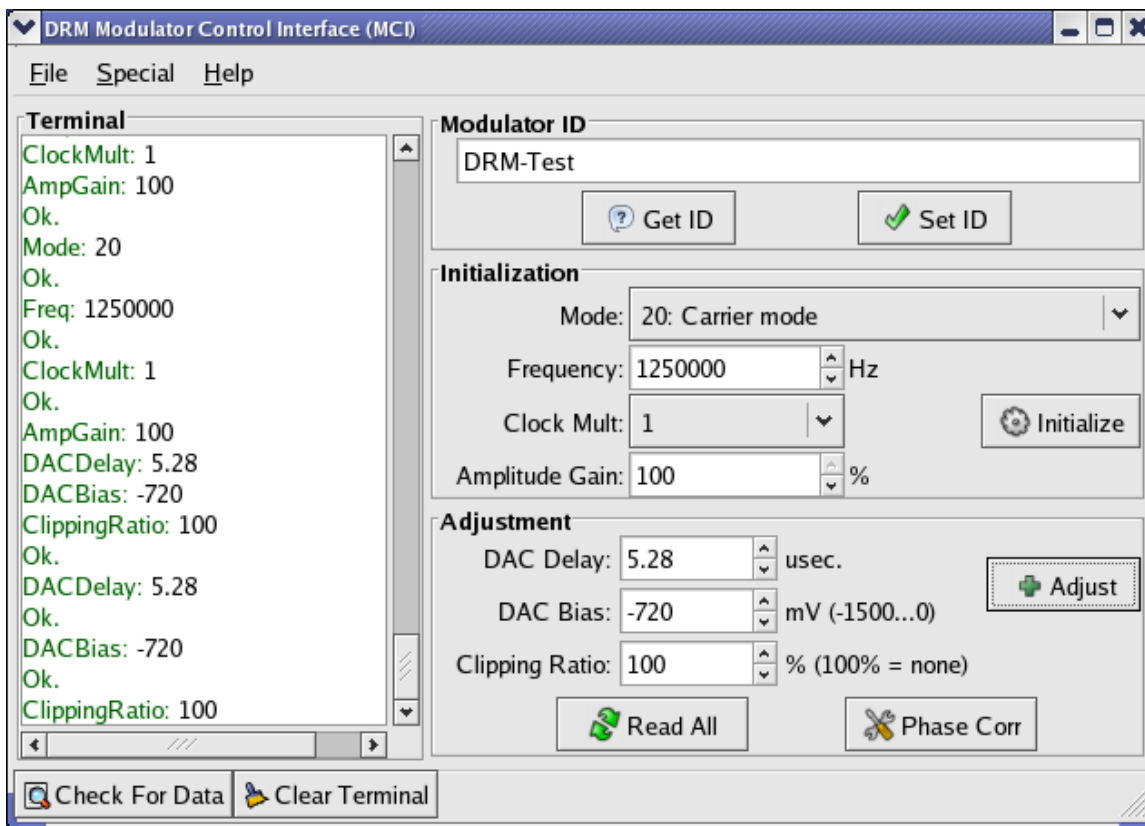 DRM Modulator Control Interface (MCI)
File Special Help
Terminal
ClockMult: 1
AmpGain: 100
Ok.
Mode: 20
Ok.
Freq: 1250000
Ok.
ClockMult: 1
Ok.
AmpGain: 100
DACDelay: 5.28
DACBias: -720
ClippingRatio: 100
Ok.
DACDelay: 5.28
Ok.
DACBias: -720
Ok.
ClippingRatio: 100
Modulator ID
DRM-Test
Get ID Set ID
Initialization
Mode: 20: Carrier mode
Frequency: 1250000 Hz
Clock Mult: 1 Initialize
Amplitude Gain: 100 %
Adjustment
DAC Delay: 5.28 usec.
Adjust
DAC Bias: -720 mV (-1500...0)
Clipping Ratio: 100 % (100% = none)
Read All Phase Corr
Check For Data Clear Terminal